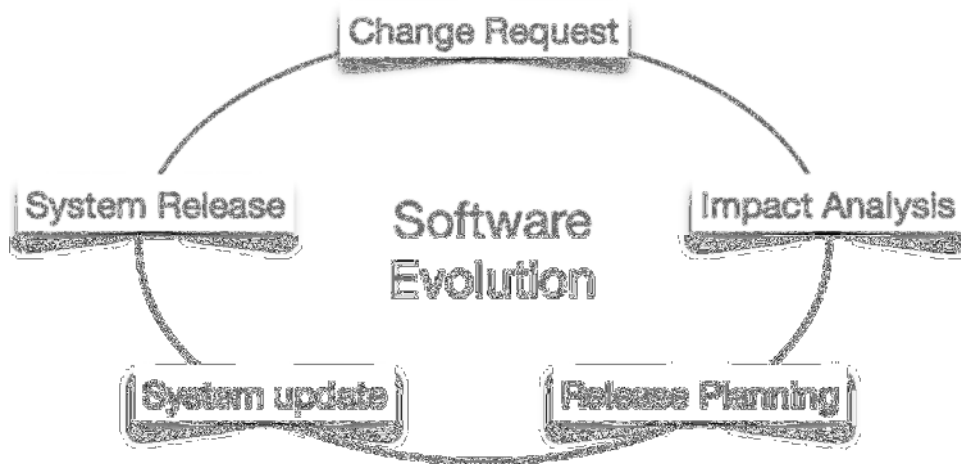 Change Request
System Release
Impact Analysis
Software
Evolution
System update
Release Planning